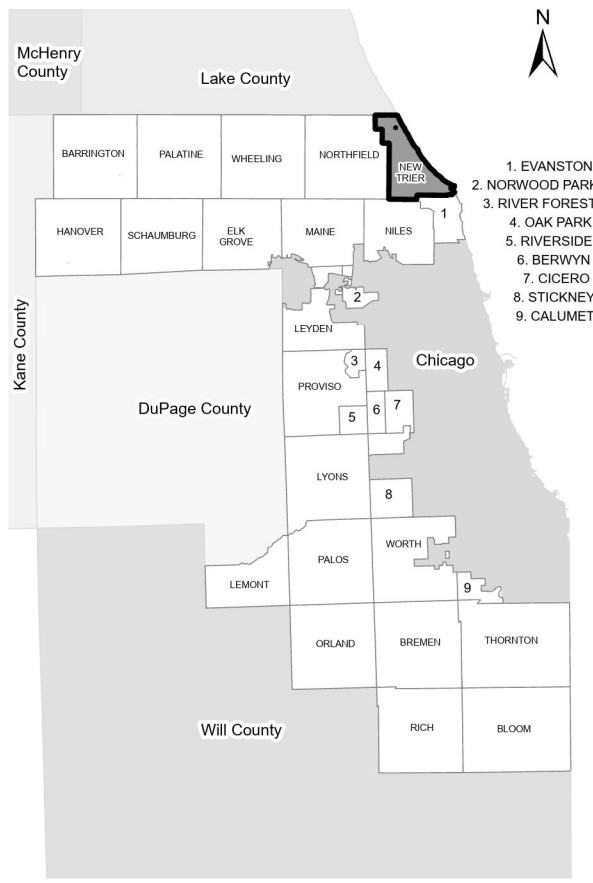 N
McHenry
County
Lake County
BARRINGTON
PALATINE
WHEELING
NORTHFIELD
NEW
TRIER
1. EVANSTON
2. NORWOOD PARK
3. RIVER FOREST
4. OAK PARK
5. RIVERSIDE
6. BERWYN
7. CICERO
8. STICKNEY
9. CALUMET
HANOVER
SCHAUMBURG
ELK
GROVE
MAINE
NILES
1
2
LEYDEN
Kane County
Chicago
3
4
PROVISO
DuPage County
5
6
7
LYONS
8
WORTH
PALOS
LEMONT
9
ORLAND
BREMEN
THORNTON
Will County
RICH
BLOOM